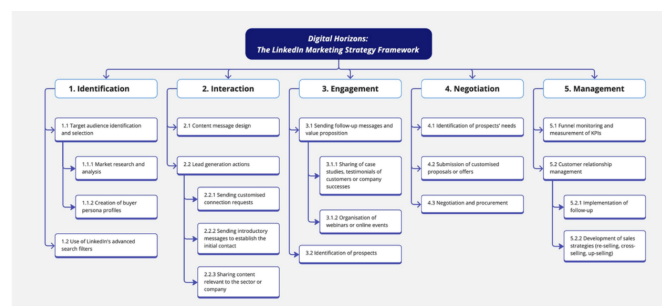 Digital Horizons:
The LinkedIn Marketing Strategy Framework
1. Identification
1.1 Target audience identification
and selection
1.1.1 Market research and
analysis
1.1.2 Creation of buyer
persona profiles
1.2 Use of LinkedIn's advanced
search filters
2. Interaction
2.1 Content message design
2.2 Lead generation actions
2.2.1 Sending customised
connection requests
2.2.2 Sending introductory
messages to establish the
initial contact
2.2.3 Sharing content
relevant to the sector or
company
3. Engagement
3.1 Sending follow-up messages and
value proposition
3.1.1 Sharing of case
studies, testimonials of
customers or company
successes
3.1.2 Organisation of
webinars or online events
3.2 Identification of prospects
4. Negotiation
4.1 Identification of prospects' needs
4.2 Submission of customised
proposals or offers
4.3 Negotiation and procurement
5. Management
5.1 Funnel monitoring and
measurement of KPIs
5.2 Customer relationship
management
5.2.1 Implementation of
follow-up
5.2.2 Development of sales
strategies (re-selling, cross-
selling, up-selling)